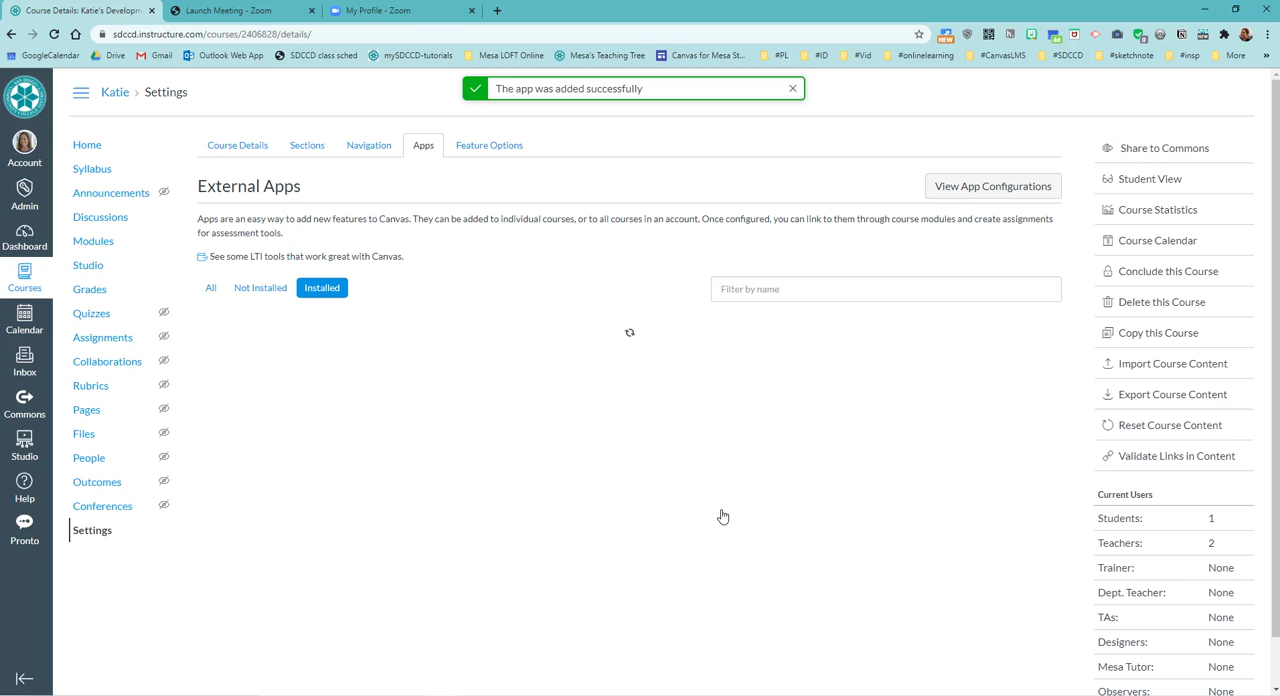 Course Details: Katie's Developm
Launch Meeting - Zoom
My Profile - Zoom
sdccd.instructure.com/courses/2406828/details/
GoogleCalendar Drive Gmail Outlook Web App SDCCD class sched mySDCCD-tutorials Mesa LOFT Online Mesa's Teaching Tree Canvas for Mesa St... #PL #ID #Vid #onlinelearning #CanvasLMS #SDCCD #sketchnote #insp More »
The app was added successfully
Katie › Settings
Account
Admin
Dashboard
Courses
Calendar
Inbox
Commons
Studio
Help
Pronto
Home
Syllabus
Announcements
Discussions
Modules
Studio
Grades
Quizzes
Assignments
Collaborations
Rubrics
Pages
Files
People
Outcomes
Conferences
Settings
Course Details Sections Navigation Apps Feature Options
External Apps
View App Configurations
Apps are an easy way to add new features to Canvas. They can be added to individual courses, or to all courses in an account. Once configured, you can link to them through course modules and create assignments
for assessment tools.
See some LTI tools that work great with Canvas.
All Not Installed Installed
Filter by name
Share to Commons
Student View
Course Statistics
Course Calendar
Conclude this Course
Delete this Course
Copy this Course
Import Course Content
Export Course Content
Reset Course Content
Validate Links in Content
Current Users
Students: 1
Teachers: 2
Trainer: None
Dept. Teacher: None
TAs: None
Designers: None
Mesa Tutor: None
Observers: None